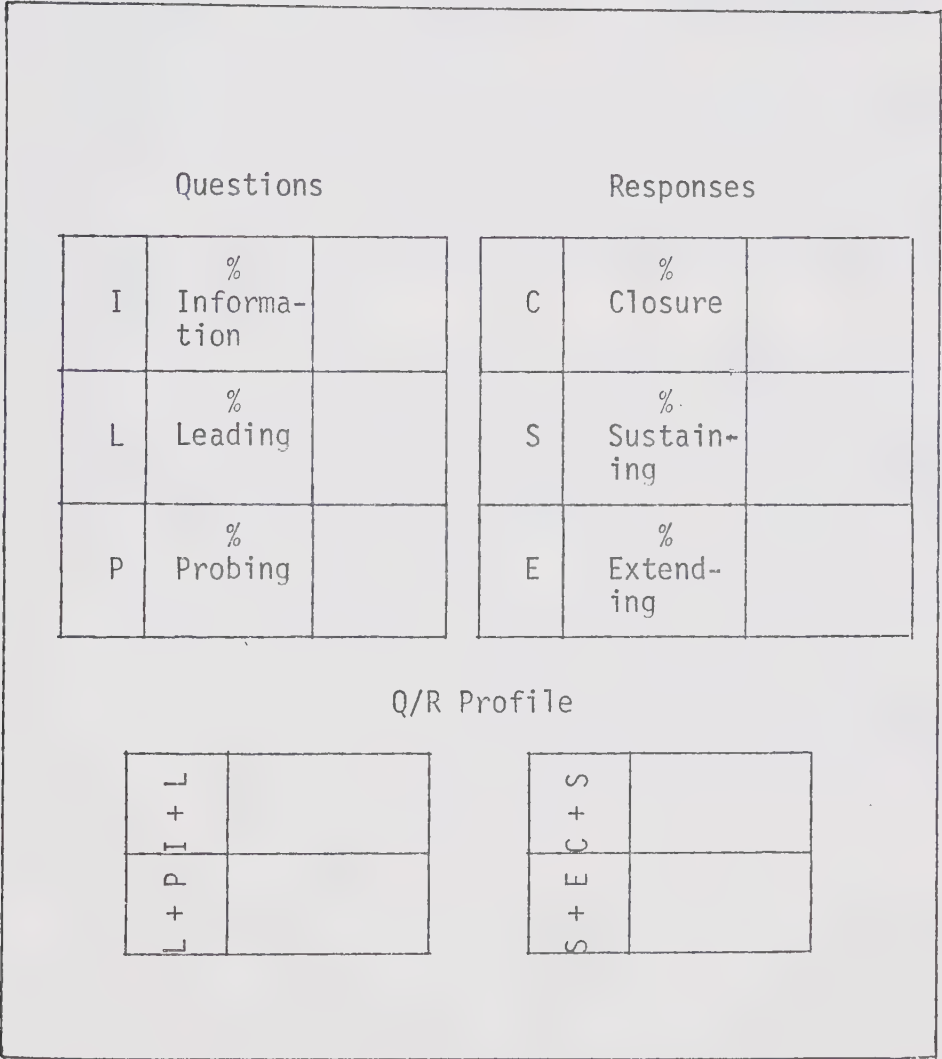 Questions
I
%
Informa-
tion
L
%
Leading
P
%
Probing
Responses
C
%
Closure
S
%
Sustain-
ing
E
%
Extend-
ing
Q/R Profile
I + L
L + P
C + S
S + E